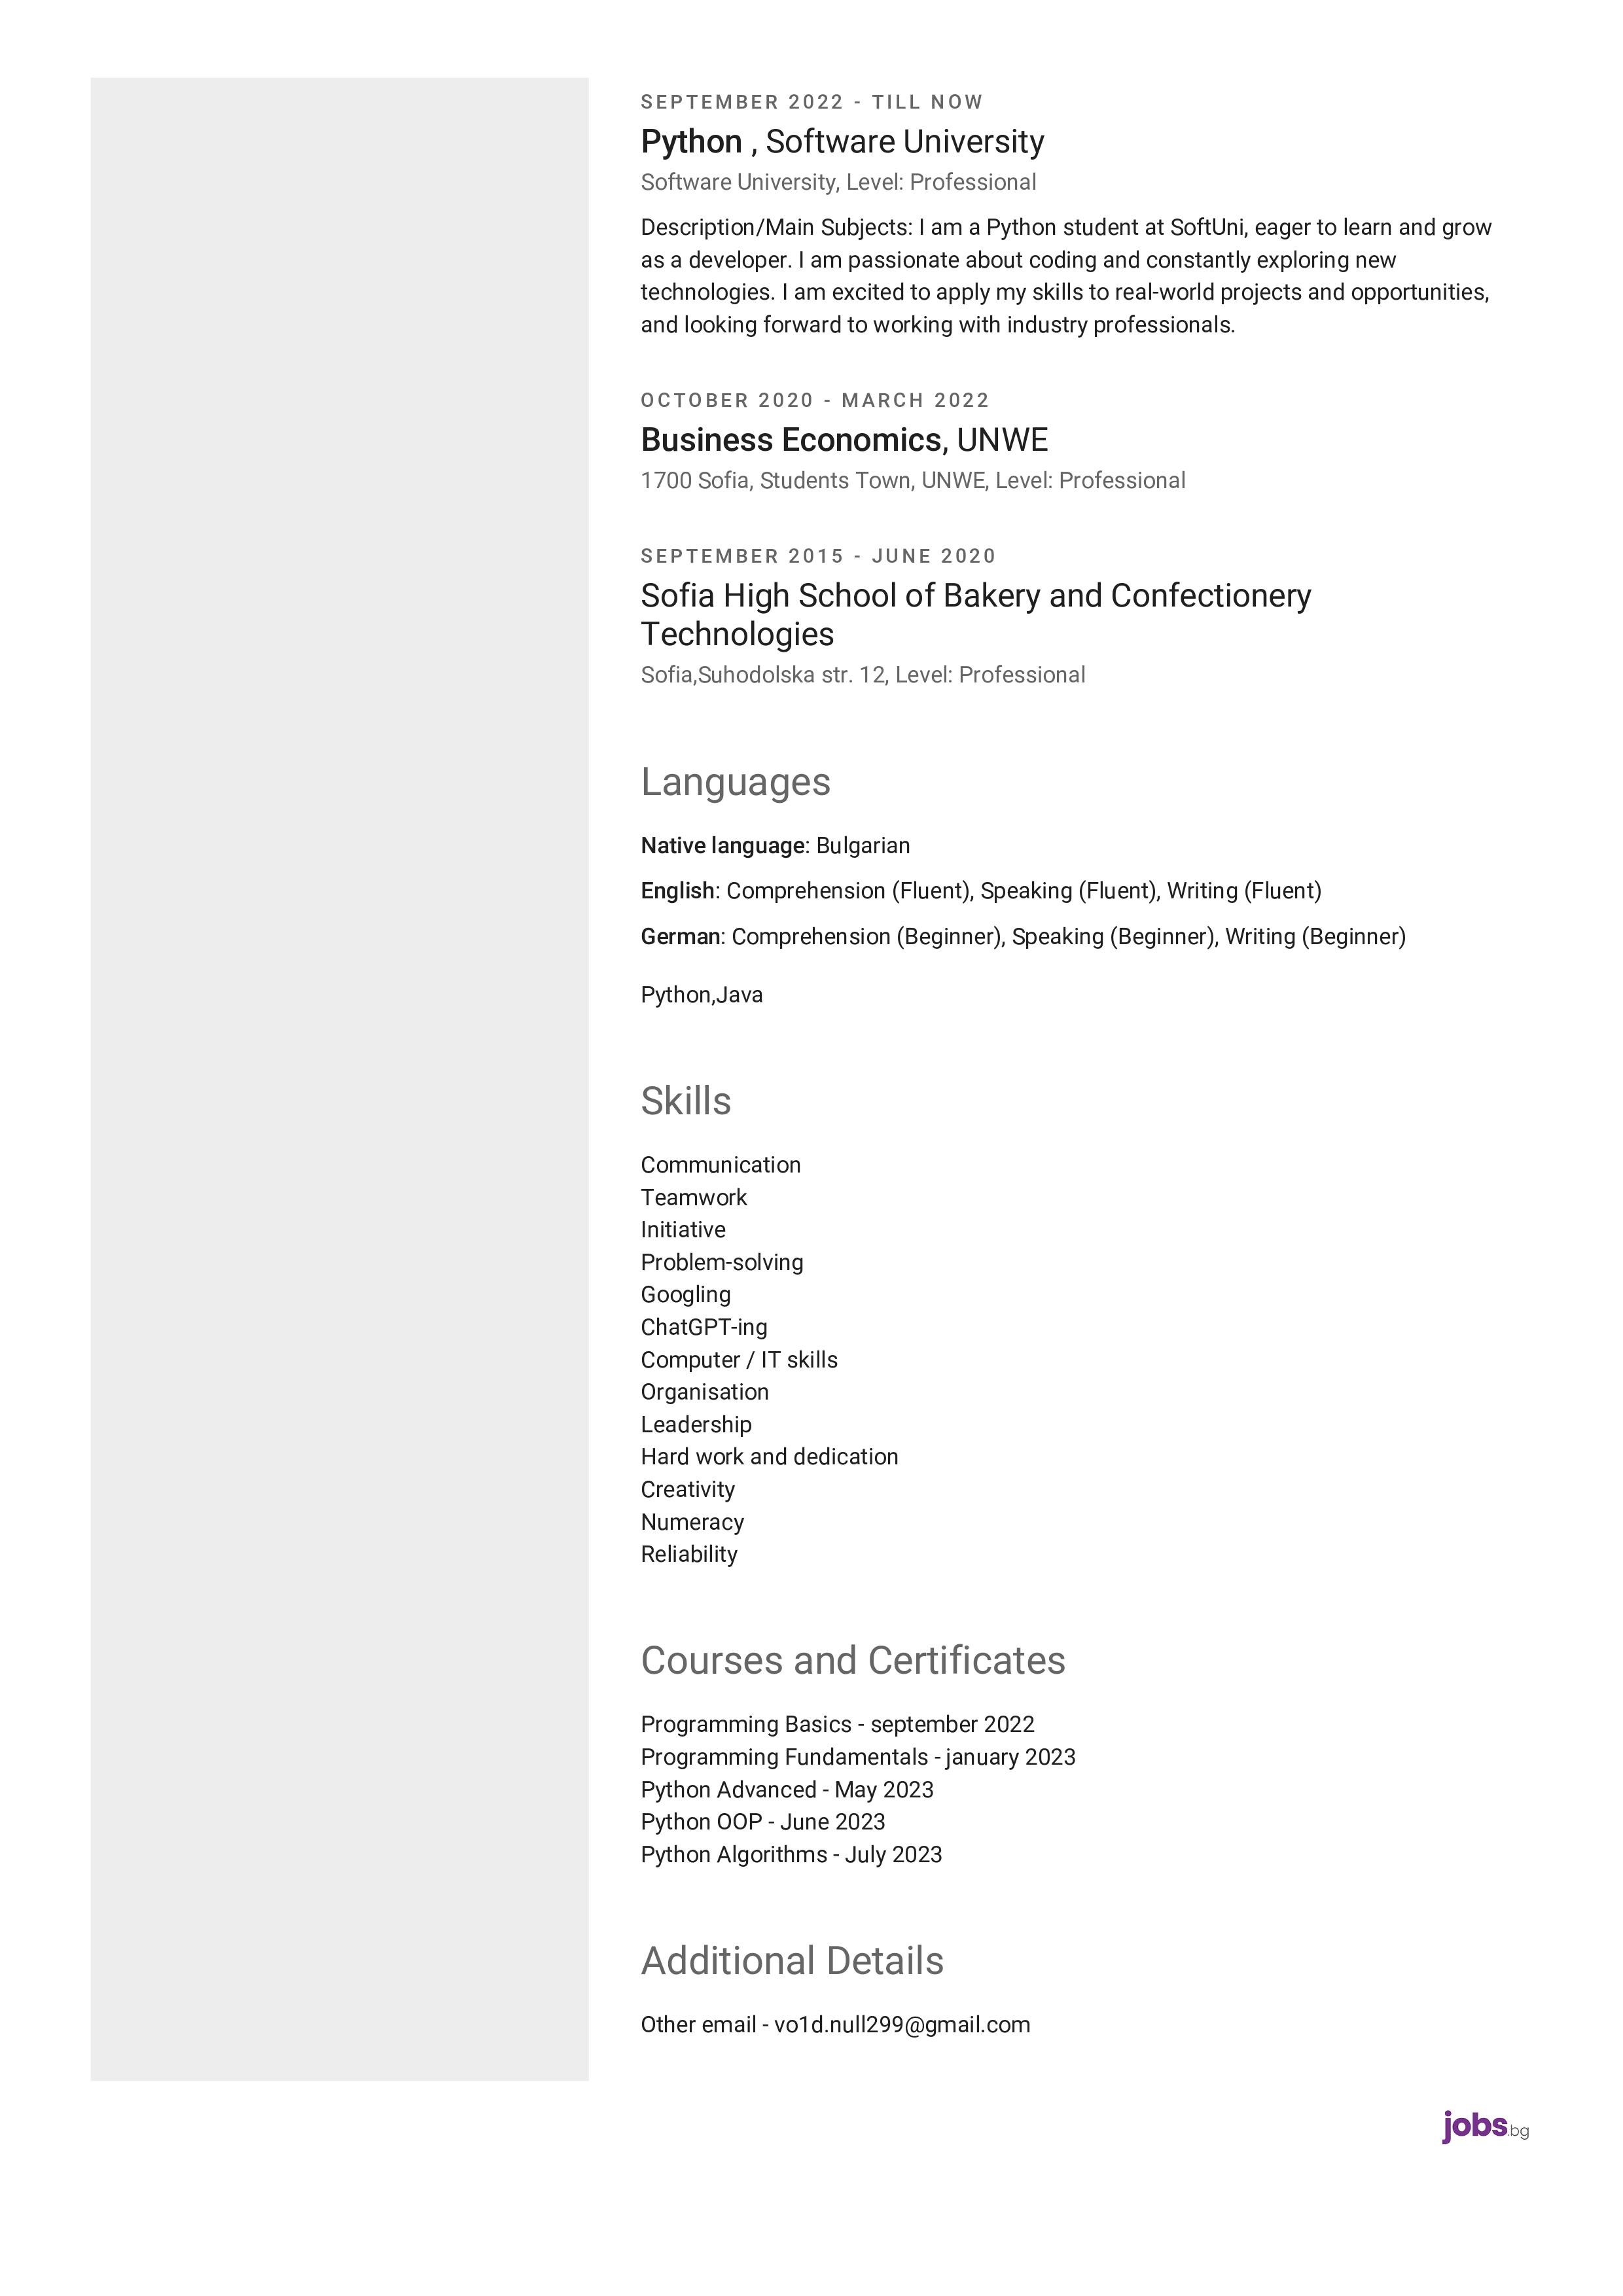 SEPTEMBER 2022 - TILL NOW
Python , Software University
Software University, Level: Professional
Description/Main Subjects: I am a Python student at SoftUni, eager to learn and grow
as a developer. I am passionate about coding and constantly exploring new
technologies. I am excited to apply my skills to real-world projects and opportunities,
and looking forward to working with industry professionals.
OCTOBER 2020 - MARCH 2022
Business Economics, UNWE
1700 Sofia, Students Town, UNWE, Level: Professional
SEPTEMBER 2015 - JUNE 2020
Sofia High School of Bakery and Confectionery
Technologies
Sofia,Suhodolska str. 12, Level: Professional
Languages
Native language: Bulgarian
English: Comprehension (Fluent), Speaking (Fluent), Writing (Fluent)
German: Comprehension (Beginner), Speaking (Beginner), Writing (Beginner)
Python,Java
Skills
Communication
Teamwork
Initiative
Problem-solving
Googling
ChatGPT-ing
Computer / IT skills
Organisation
Leadership
Hard work and dedication
Creativity
Numeracy
Reliability
Courses and Certificates
Programming Basics - september 2022
Programming Fundamentals - january 2023
Python Advanced - May 2023
Python OOP - June 2023
Python Algorithms - July 2023
Additional Details
Other email - vo1d.null299@gmail.com
jobs.bg